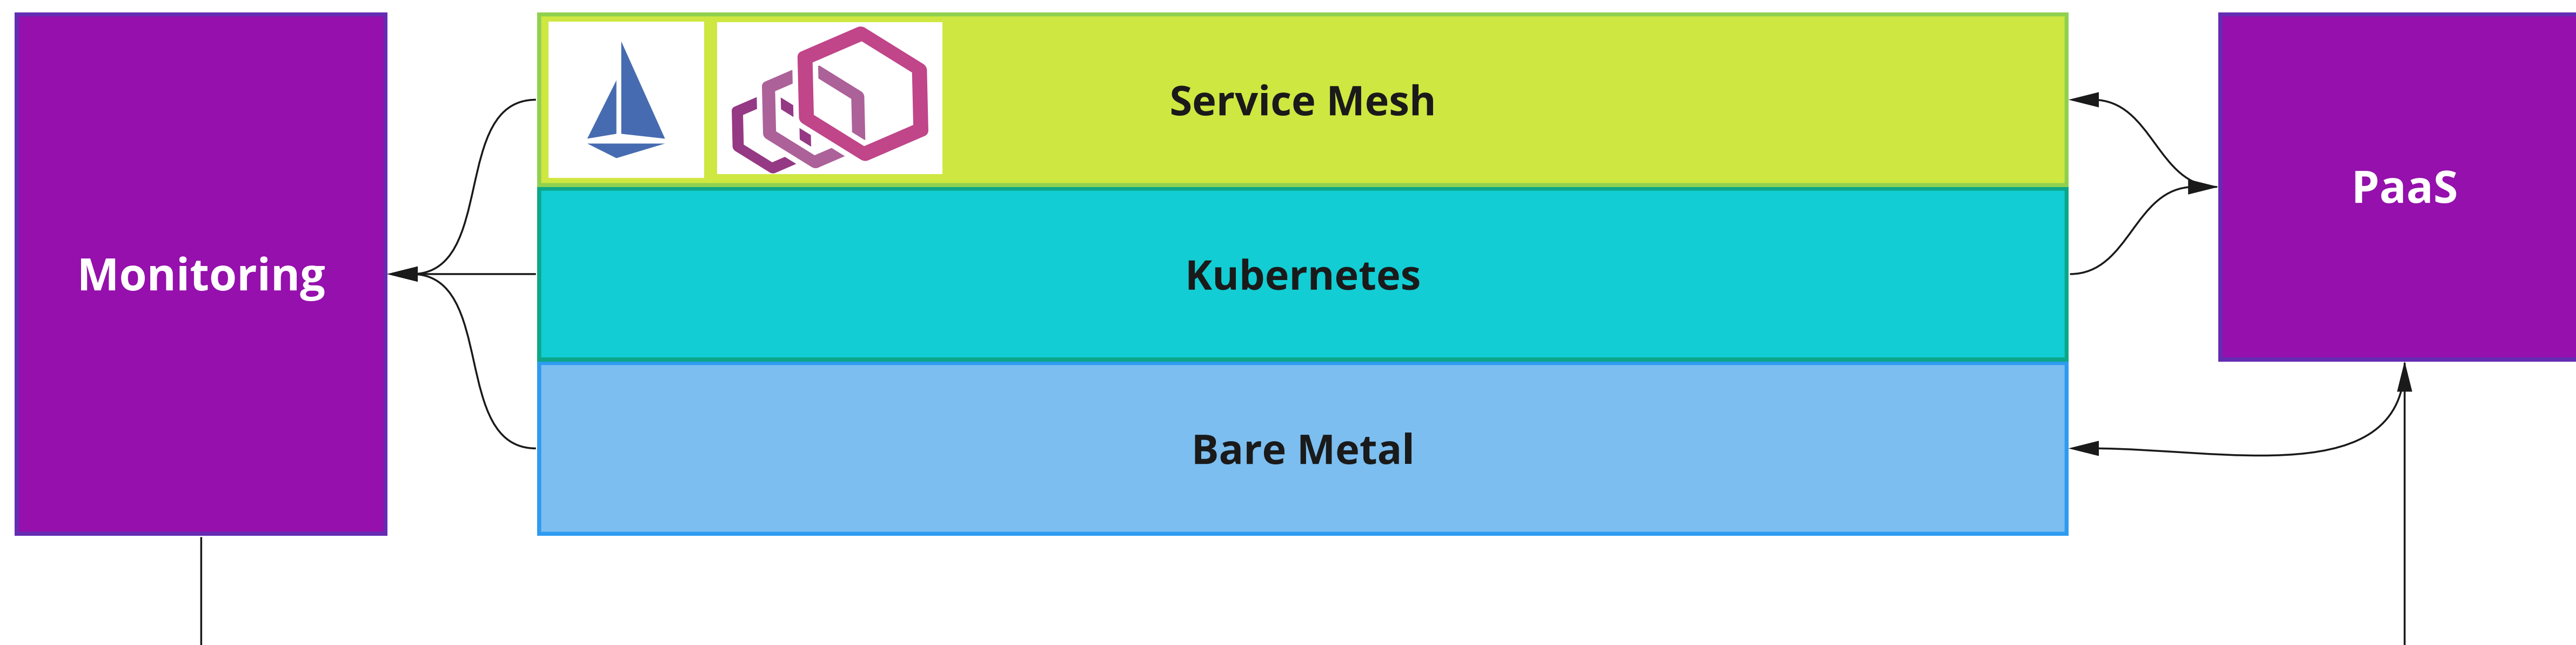 Service Mesh
PaaS
Monitoring
Kubernetes
Bare Metal